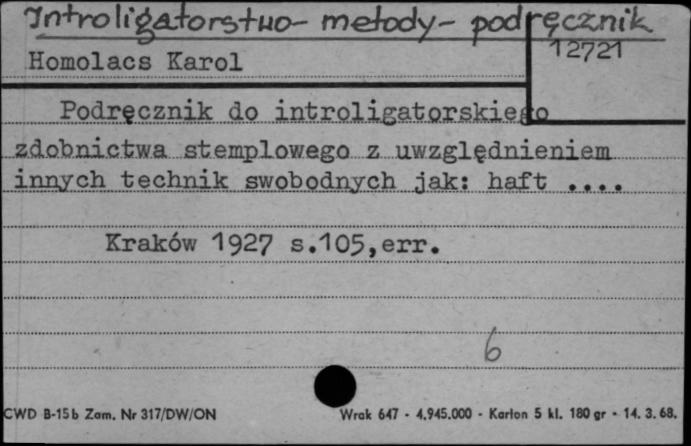 Introligatorstwo - metody - podręcznik
12721
Homolacs Karol
Podręcznik do introligatorskiego
zdobnictwa stemplowego z uwzględnieniem
innych technik swobodnych jak: haft ....
Kraków 1927 s.105,err.
6
CWD B-15b Zam. Nr 317/DW/ON Wrak 647 - 4.945.000 - Karton 5 kl. 180 gr - 14. 3. 68.